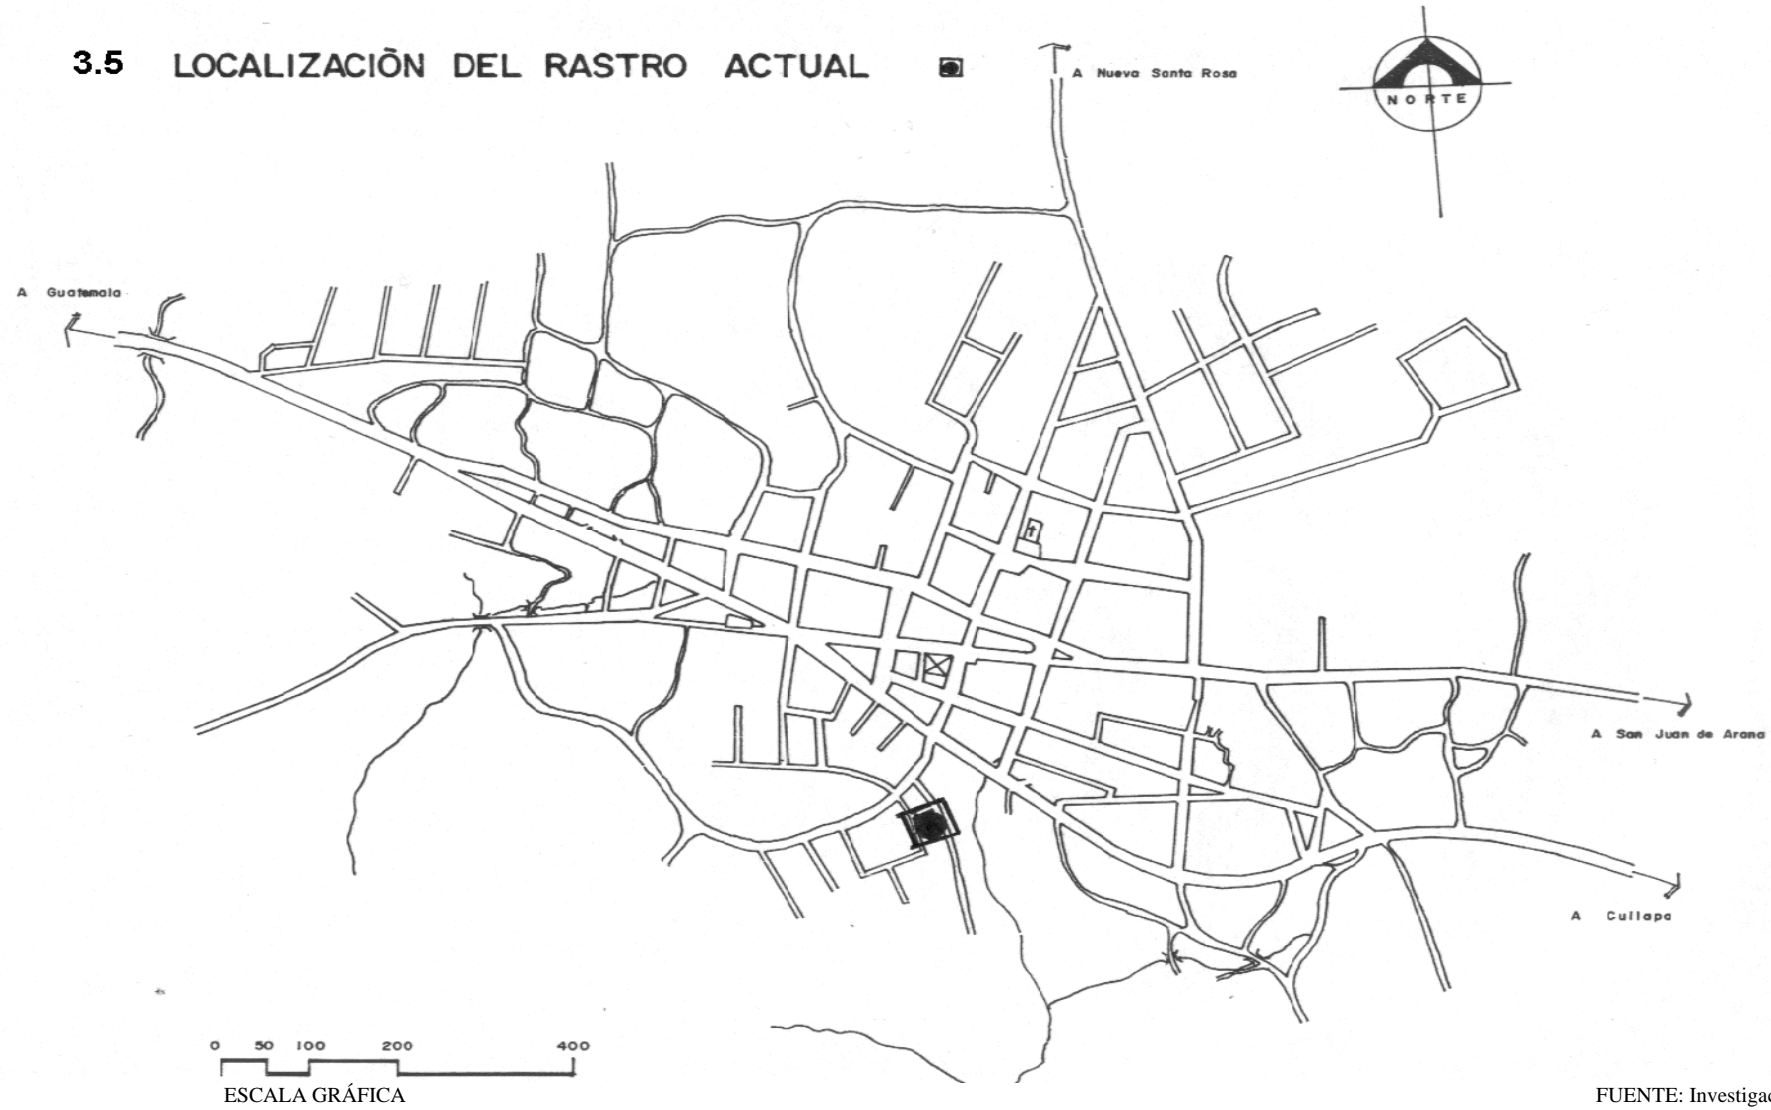 3.5 LOCALIZACIÒN DEL RASTRO ACTUAL
A Nueva Santa Rosa
NORTE
A Guatemala
A San Juan de Arana
A Cuilapa
0 50 100 200 400
ESCALA GRÁFICA
FUENTE: Investigac